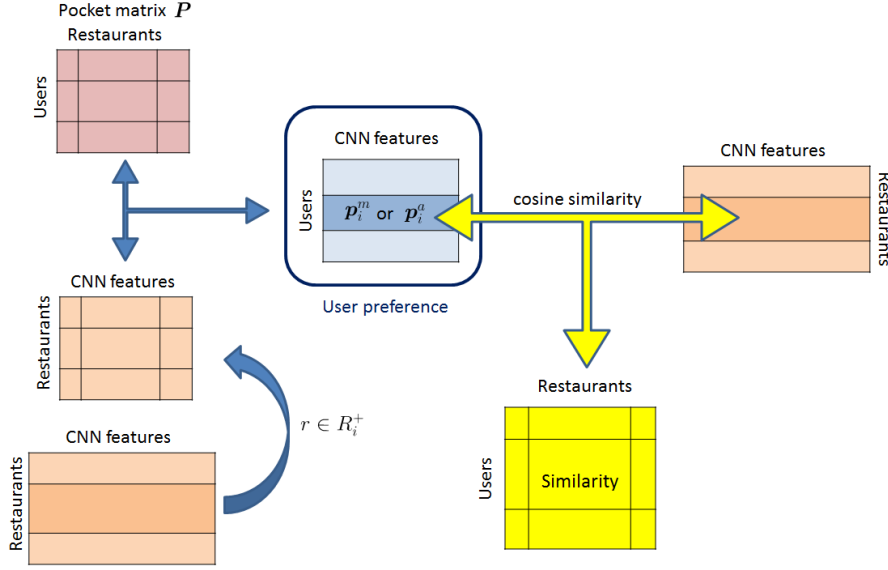 Pocket matrix P
Restaurants
Users
CNN features
Users
p_i^m or p_i^a
User preference
cosine similarity
CNN features
Restaurants
CNN features
Restaurants
r ∈ R_i^+
CNN features
Restaurants
Restaurants
Users
Similarity